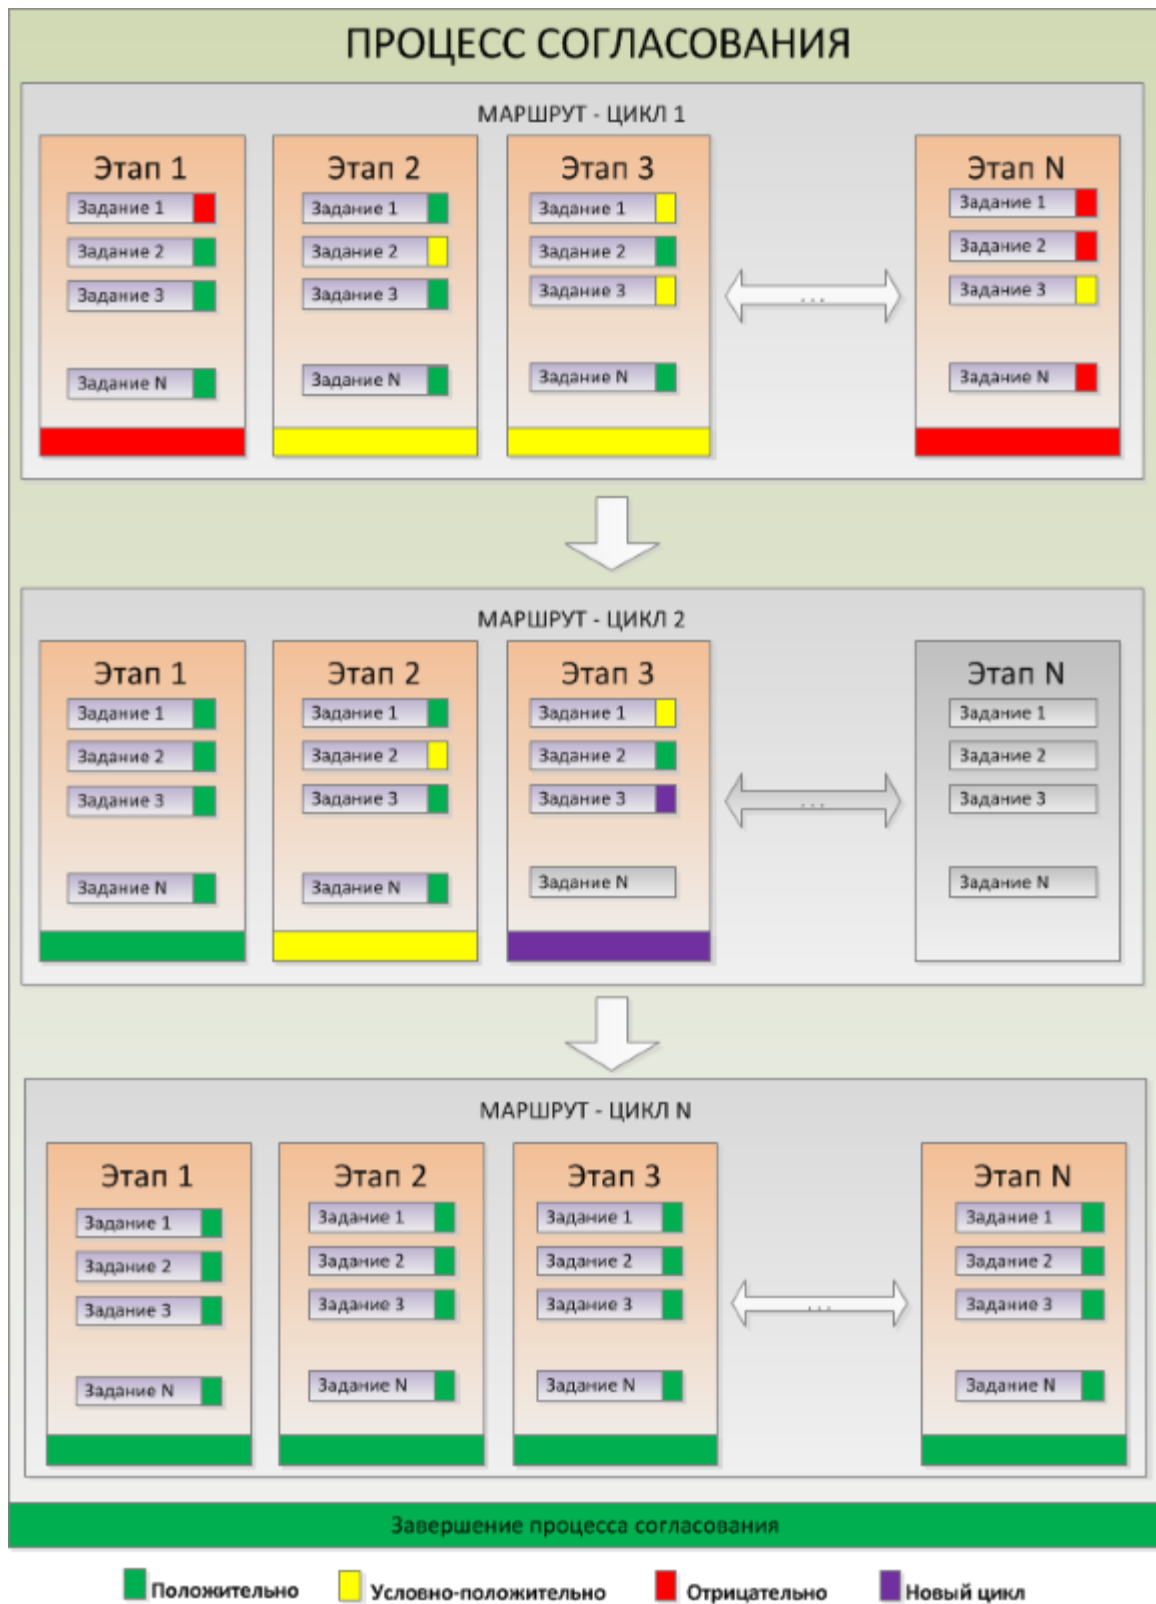 ПРОЦЕСС СОГЛАСОВАНИЯ
МАРШРУТ - ЦИКЛ 1
Этап 1
Задание 1
Задание 2
Задание 3
Задание N
Этап 2
Задание 1
Задание 2
Задание 3
Задание N
Этап 3
Задание 1
Задание 2
Задание 3
Задание N
...
Этап N
Задание 1
Задание 2
Задание 3
Задание N
МАРШРУТ - ЦИКЛ 2
Этап 1
Задание 1
Задание 2
Задание 3
Задание N
Этап 2
Задание 1
Задание 2
Задание 3
Задание N
Этап 3
Задание 1
Задание 2
Задание 3
Задание N
...
Этап N
Задание 1
Задание 2
Задание 3
Задание N
МАРШРУТ - ЦИКЛ N
Этап 1
Задание 1
Задание 2
Задание 3
Задание N
Этап 2
Задание 1
Задание 2
Задание 3
Задание N
Этап 3
Задание 1
Задание 2
Задание 3
Задание N
...
Этап N
Задание 1
Задание 2
Задание 3
Задание N
Завершение процесса согласования
Положительно
Условно-положительно
Отрицательно
Новый цикл